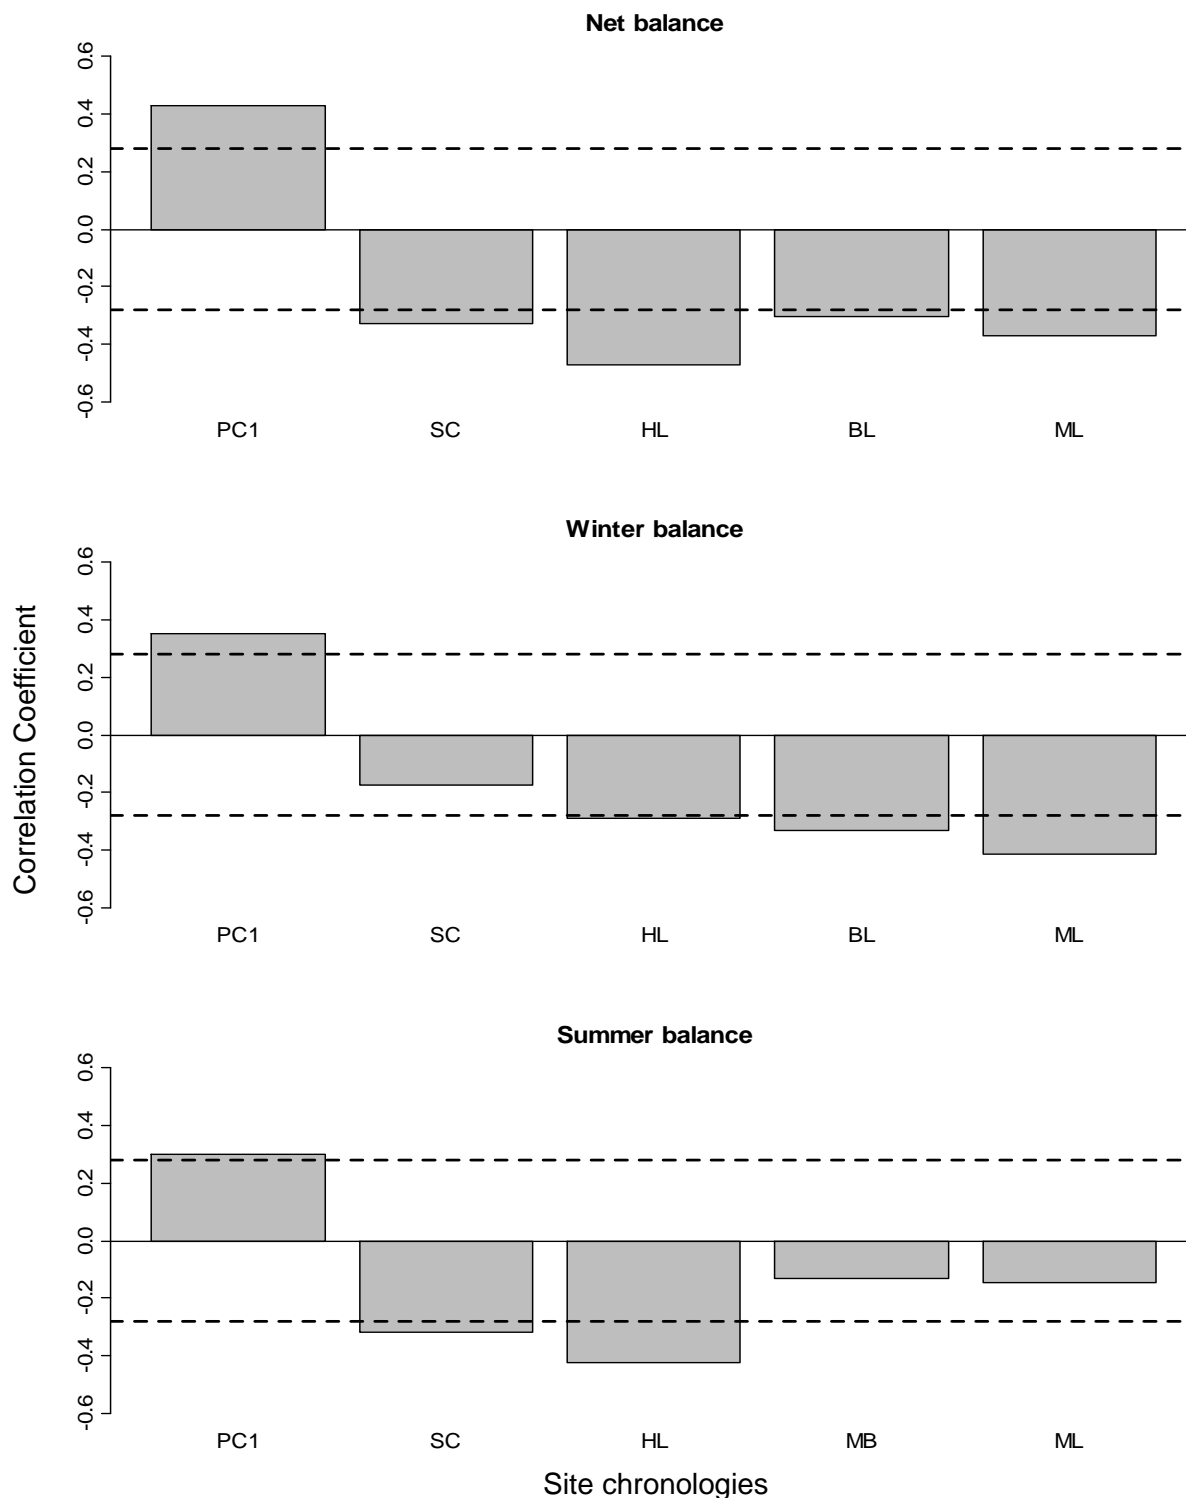 Net balance
0.6
0.4
0.2
0.0
-0.2
-0.4
-0.6
PC1 SC HL BL ML
Winter balance
0.6
0.4
0.2
0.0
-0.2
-0.4
-0.6
PC1 SC HL BL ML
Correlation Coefficient
Summer balance
0.6
0.4
0.2
0.0
-0.2
-0.4
-0.6
PC1 SC HL MB ML
Site chronologies